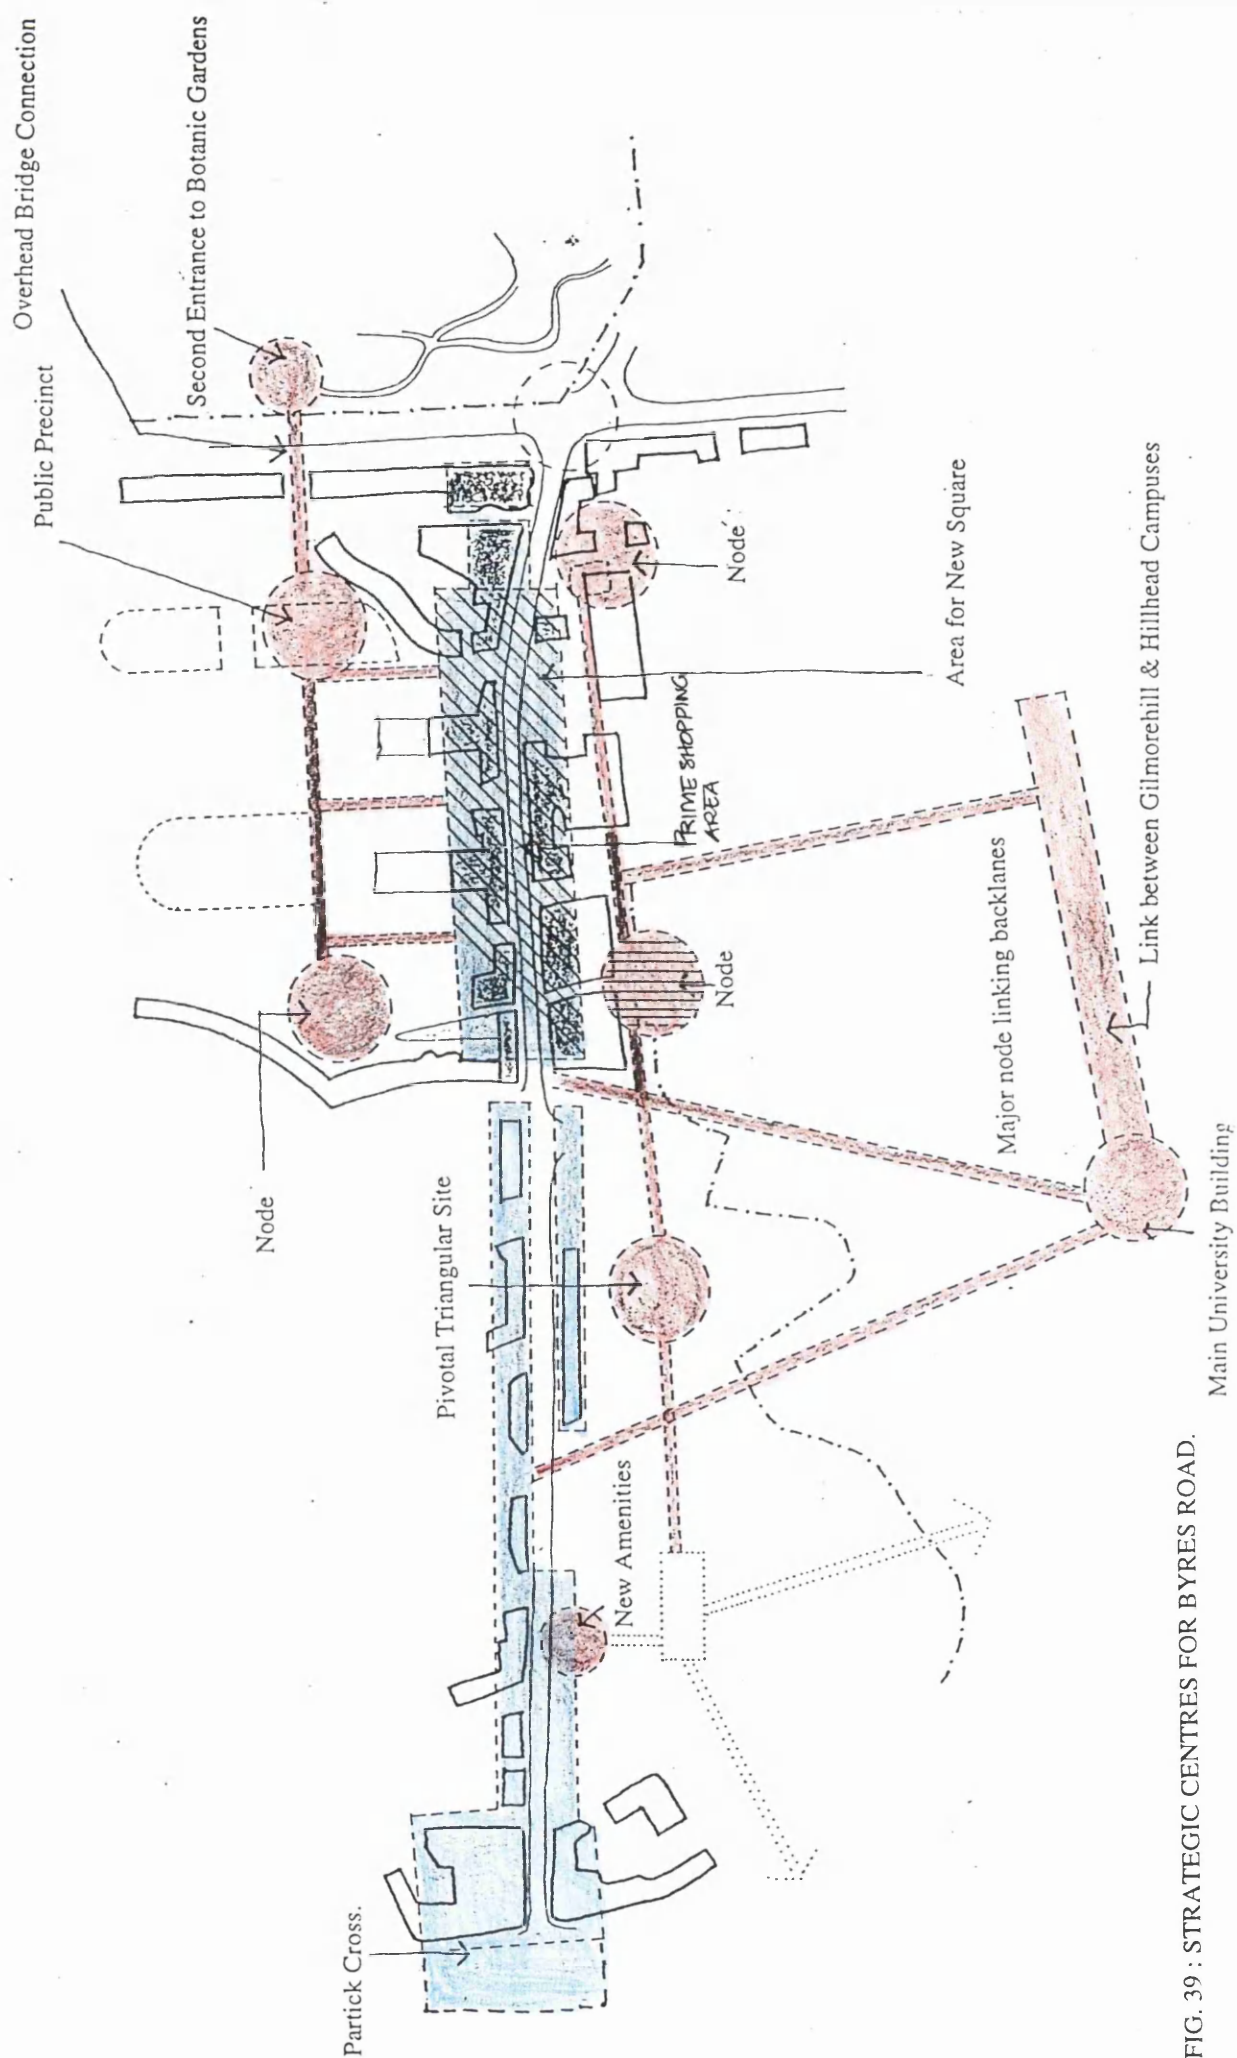 Overhead Bridge Connection
Second Entrance to Botanic Gardens
Public Precinct
Node
Area for New Square
PRIME SHOPPING
AREA
Node
Node
Link between Gilmorehill & Hillhead Campuses
Major node linking backlanes
Pivotal Triangular Site
Main University Building
New Amenities
Partick Cross.
FIG. 39 : STRATEGIC CENTRES FOR BYRES ROAD.